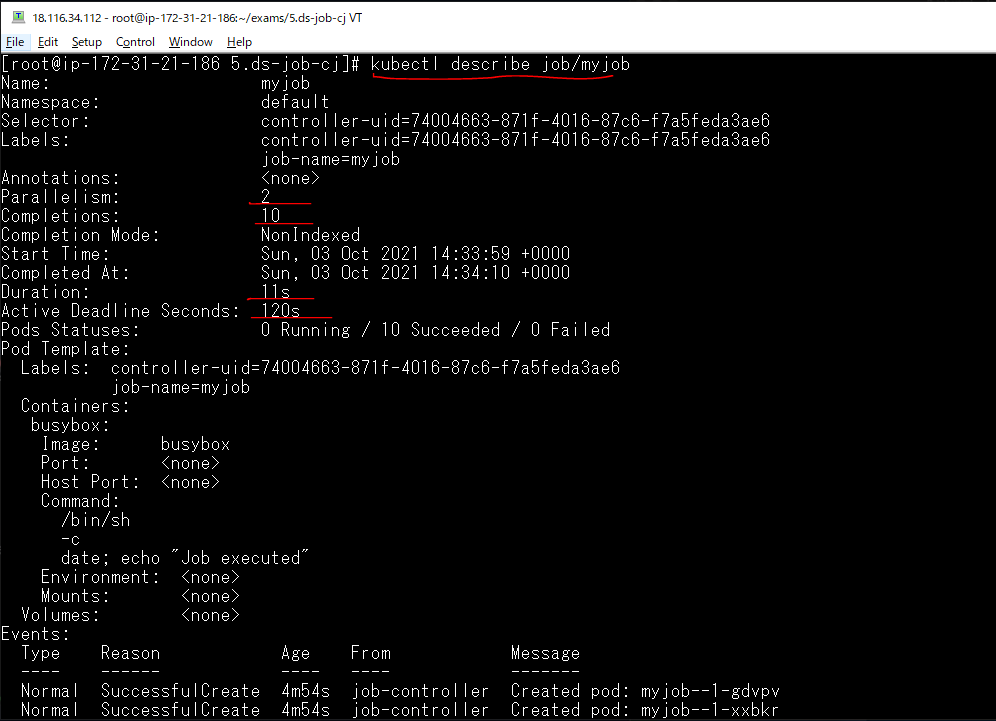 18.116.34.112 - root@ip-172-31-21-186:~/exams/5.ds-job-cj VT
File Edit Setup Control Window Help
[root@ip-172-31-21-186 5.ds-job-cj]# kubectl describe job/myjob
Name: myjob
Namespace: default
Selector: controller-uid=74004663-871f-4016-87c6-f7a5feda3ae6
Labels: controller-uid=74004663-871f-4016-87c6-f7a5feda3ae6
job-name=myjob
Annotations: <none>
Parallelism: 2
Completions: 10
Completion Mode: NonIndexed
Start Time: Sun, 03 Oct 2021 14:33:59 +0000
Completed At: Sun, 03 Oct 2021 14:34:10 +0000
Duration: 11s
Active Deadline Seconds: 120s
Pods Statuses: 0 Running / 10 Succeeded / 0 Failed
Pod Template:
Labels: controller-uid=74004663-871f-4016-87c6-f7a5feda3ae6
job-name=myjob
Containers:
busybox:
Image: busybox
Port: <none>
Host Port: <none>
Command:
/bin/sh
-c
date; echo "Job executed"
Environment: <none>
Mounts: <none>
Volumes: <none>
Events:
Type Reason Age From Message
---- ------ ---- ---- -------
Normal SuccessfulCreate 4m54s job-controller Created pod: myjob--1-gdvpv
Normal SuccessfulCreate 4m54s job-controller Created pod: myjob--1-xxbkr